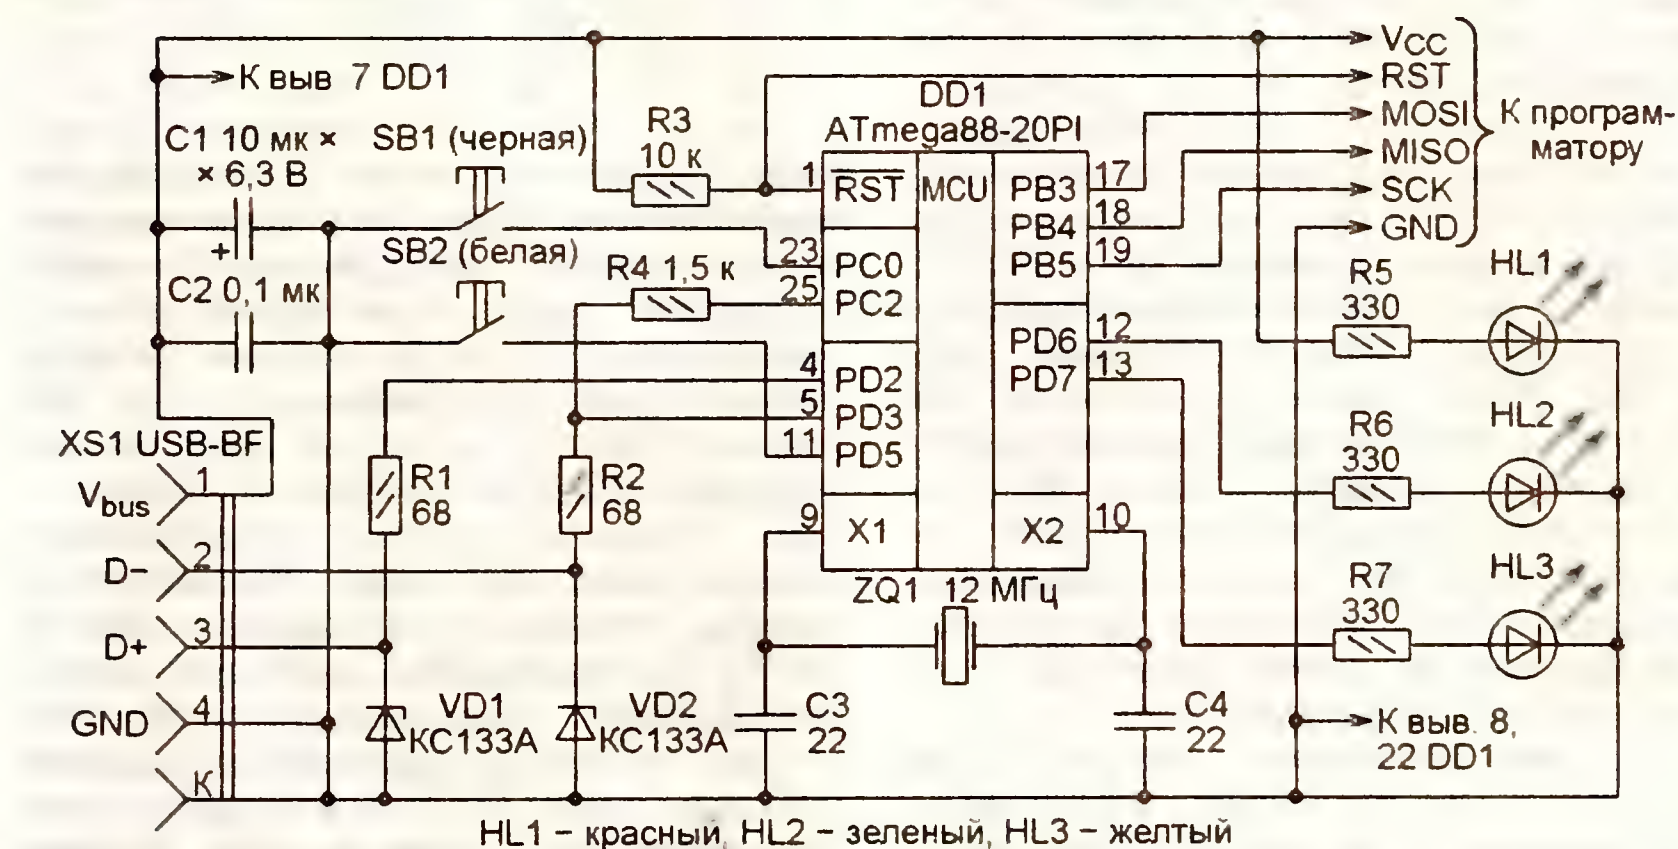 К выв. 7 DD1
C1 10 мк ×
× 6,3 В
+
C2 0,1 мк
SB1 (черная)
SB2 (белая)
R3
10 к
R4 1,5 к
DD1
ATmega88-20PI
1
RST
MCU
23
PC0
25
PC2
4
PD2
5
PD3
11
PD5
9
X1
PB3
17
PB4
18
PB5
19
PD6
12
PD7
13
X2
10
VCC
RST
MOSI
MISO
SCK
GND
К програм-
матору
R5
330
HL1
R6
330
HL2
R7
330
HL3
XS1 USB-BF
Vbus
1
D−
2
D+
3
GND
4
К
R1
68
R2
68
VD1
КС133А
VD2
КС133А
ZQ1 12 МГц
C3
22
C4
22
К выв. 8,
22 DD1
HL1 – красный, HL2 – зеленый, HL3 – желтый